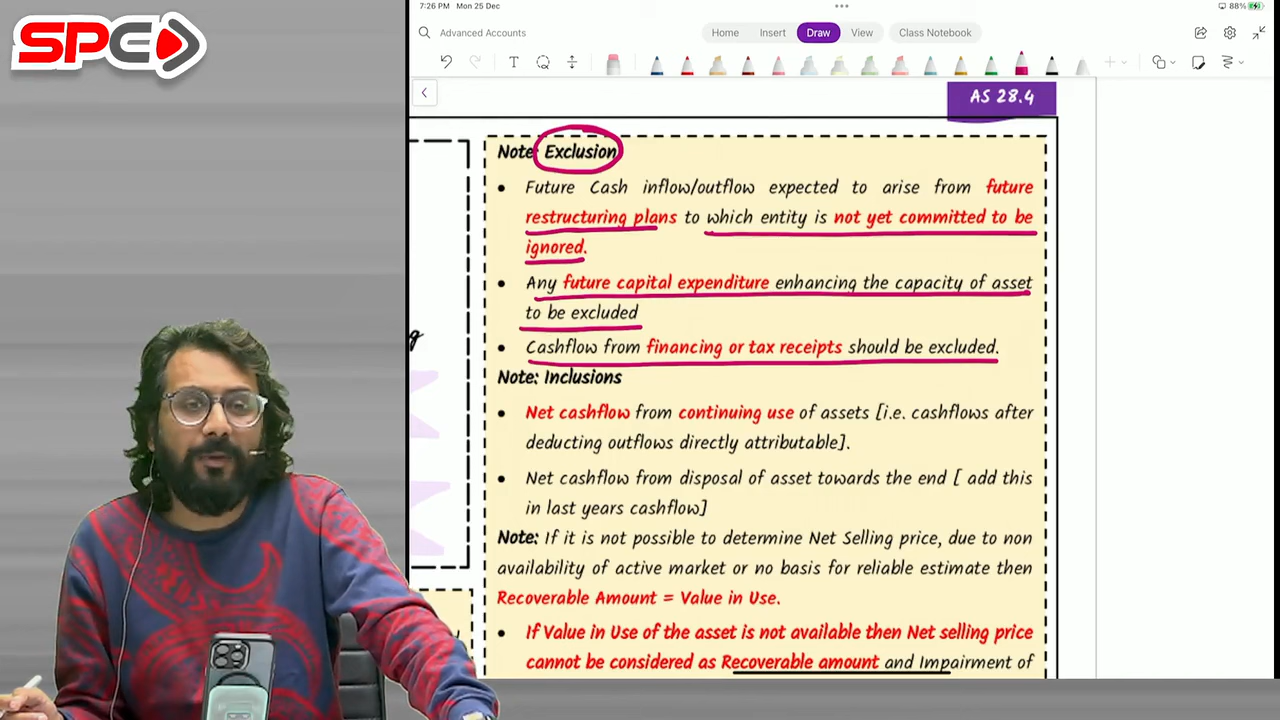 SPC
7:26 PM Mon 25 Dec
88%
Advanced Accounts
Home Insert Draw View Class Notebook
AS 28.4
Note: Exclusion
• Future Cash inflow/outflow expected to arise from future
restructuring plans to which entity is not yet committed to be
ignored.
• Any future capital expenditure enhancing the capacity of asset
to be excluded
• Cashflow from financing or tax receipts should be excluded.
Note: Inclusions
• Net cashflow from continuing use of assets [i.e. cashflows after
deducting outflows directly attributable].
• Net cashflow from disposal of asset towards the end [ add this
in last years cashflow]
Note: If it is not possible to determine Net Selling price, due to non
availability of active market or no basis for reliable estimate then
Recoverable Amount = Value in Use.
• If Value in Use of the asset is not available then Net selling price
cannot be considered as Recoverable amount and Impairment of